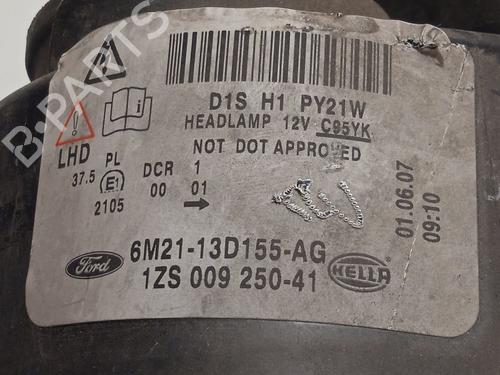 B-PARTS
D1S H1 PY21W
HEADLAMP 12V C95YK
NOT DOT APPROVED
LHD
37.5 PL DCR 1
E1 00 01
2105
01.06.07
09:10
Ford
6M21-13D155-AG
1ZS 009 250-41
HELLA